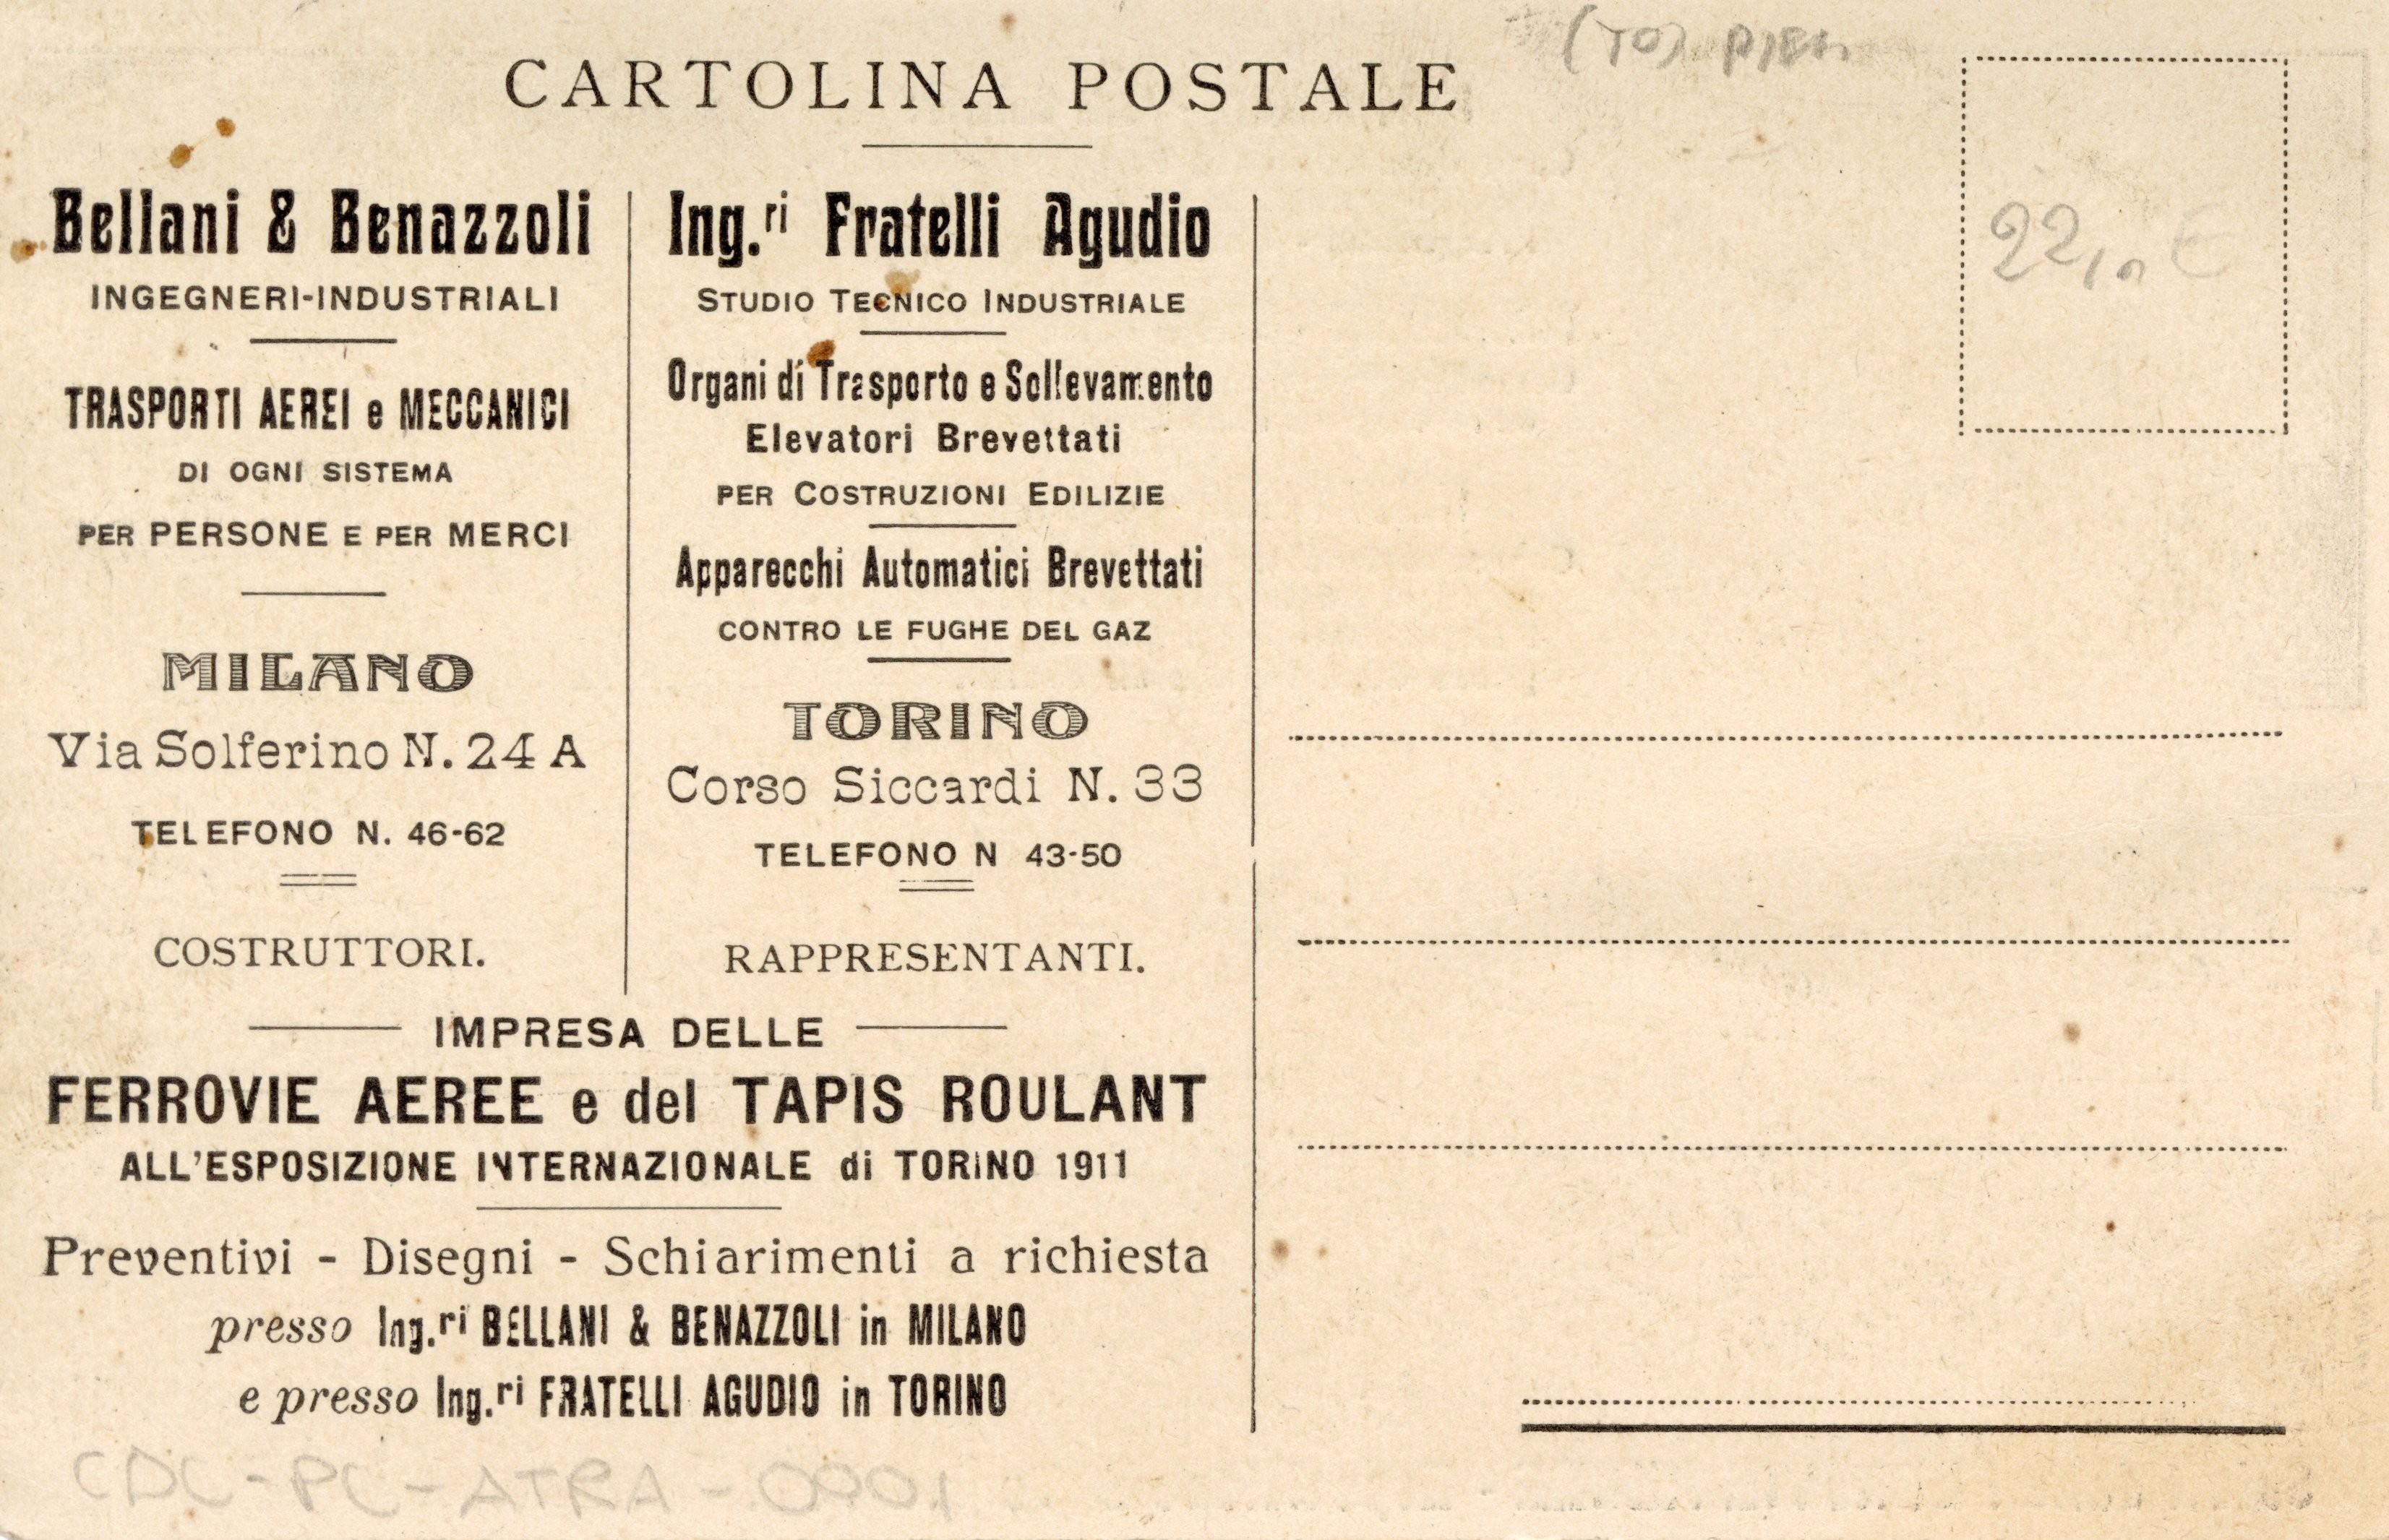 CARTOLINA POSTALE
(TO)
Bellani & Benazzoli
INGEGNERI-INDUSTRIALI
TRASPORTI AEREI e MECCANICI
DI OGNI SISTEMA
PER PERSONE E PER MERCI
MILANO
Via Solferino N. 24 A
TELEFONO N. 46-62
COSTRUTTORI.
Ing.ri Fratelli Agudio
STUDIO TECNICO INDUSTRIALE
Organi di Trasporto e Sollevamento
Elevatori Brevettati
PER COSTRUZIONI EDILIZIE
Apparecchi Automatici Brevettati
CONTRO LE FUGHE DEL GAZ
TORINO
Corso Siccardi N. 33
TELEFONO N 43-50
RAPPRESENTANTI.
IMPRESA DELLE
FERROVIE AEREE e del TAPIS ROULANT
ALL'ESPOSIZIONE INTERNAZIONALE di TORINO 1911
Preventivi - Disegni - Schiarimenti a richiesta
presso Ing.ri BELLANI & BENAZZOLI in MILANO
e presso Ing.ri FRATELLI AGUDIO in TORINO
CDC-PC-ATRA-0901